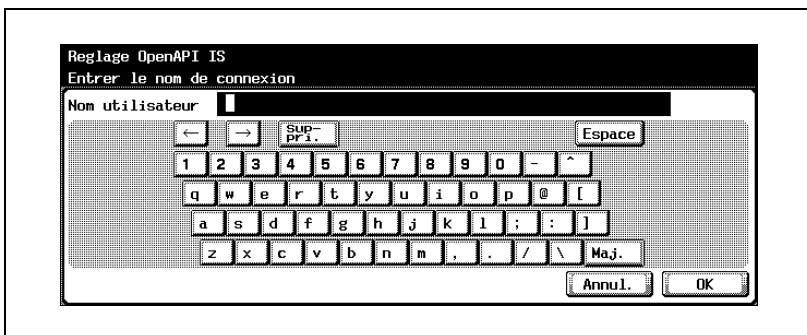 Reglage OpenAPI IS
Entrer le nom de connexion
Nom utilisateur
← → Sup-
pri. Espace
1 2 3 4 5 6 7 8 9 0 - ^
q w e r t y u i o p @ [
a s d f g h j k l ; : ]
z x c v b n m , . / \ Maj.
Annul. OK